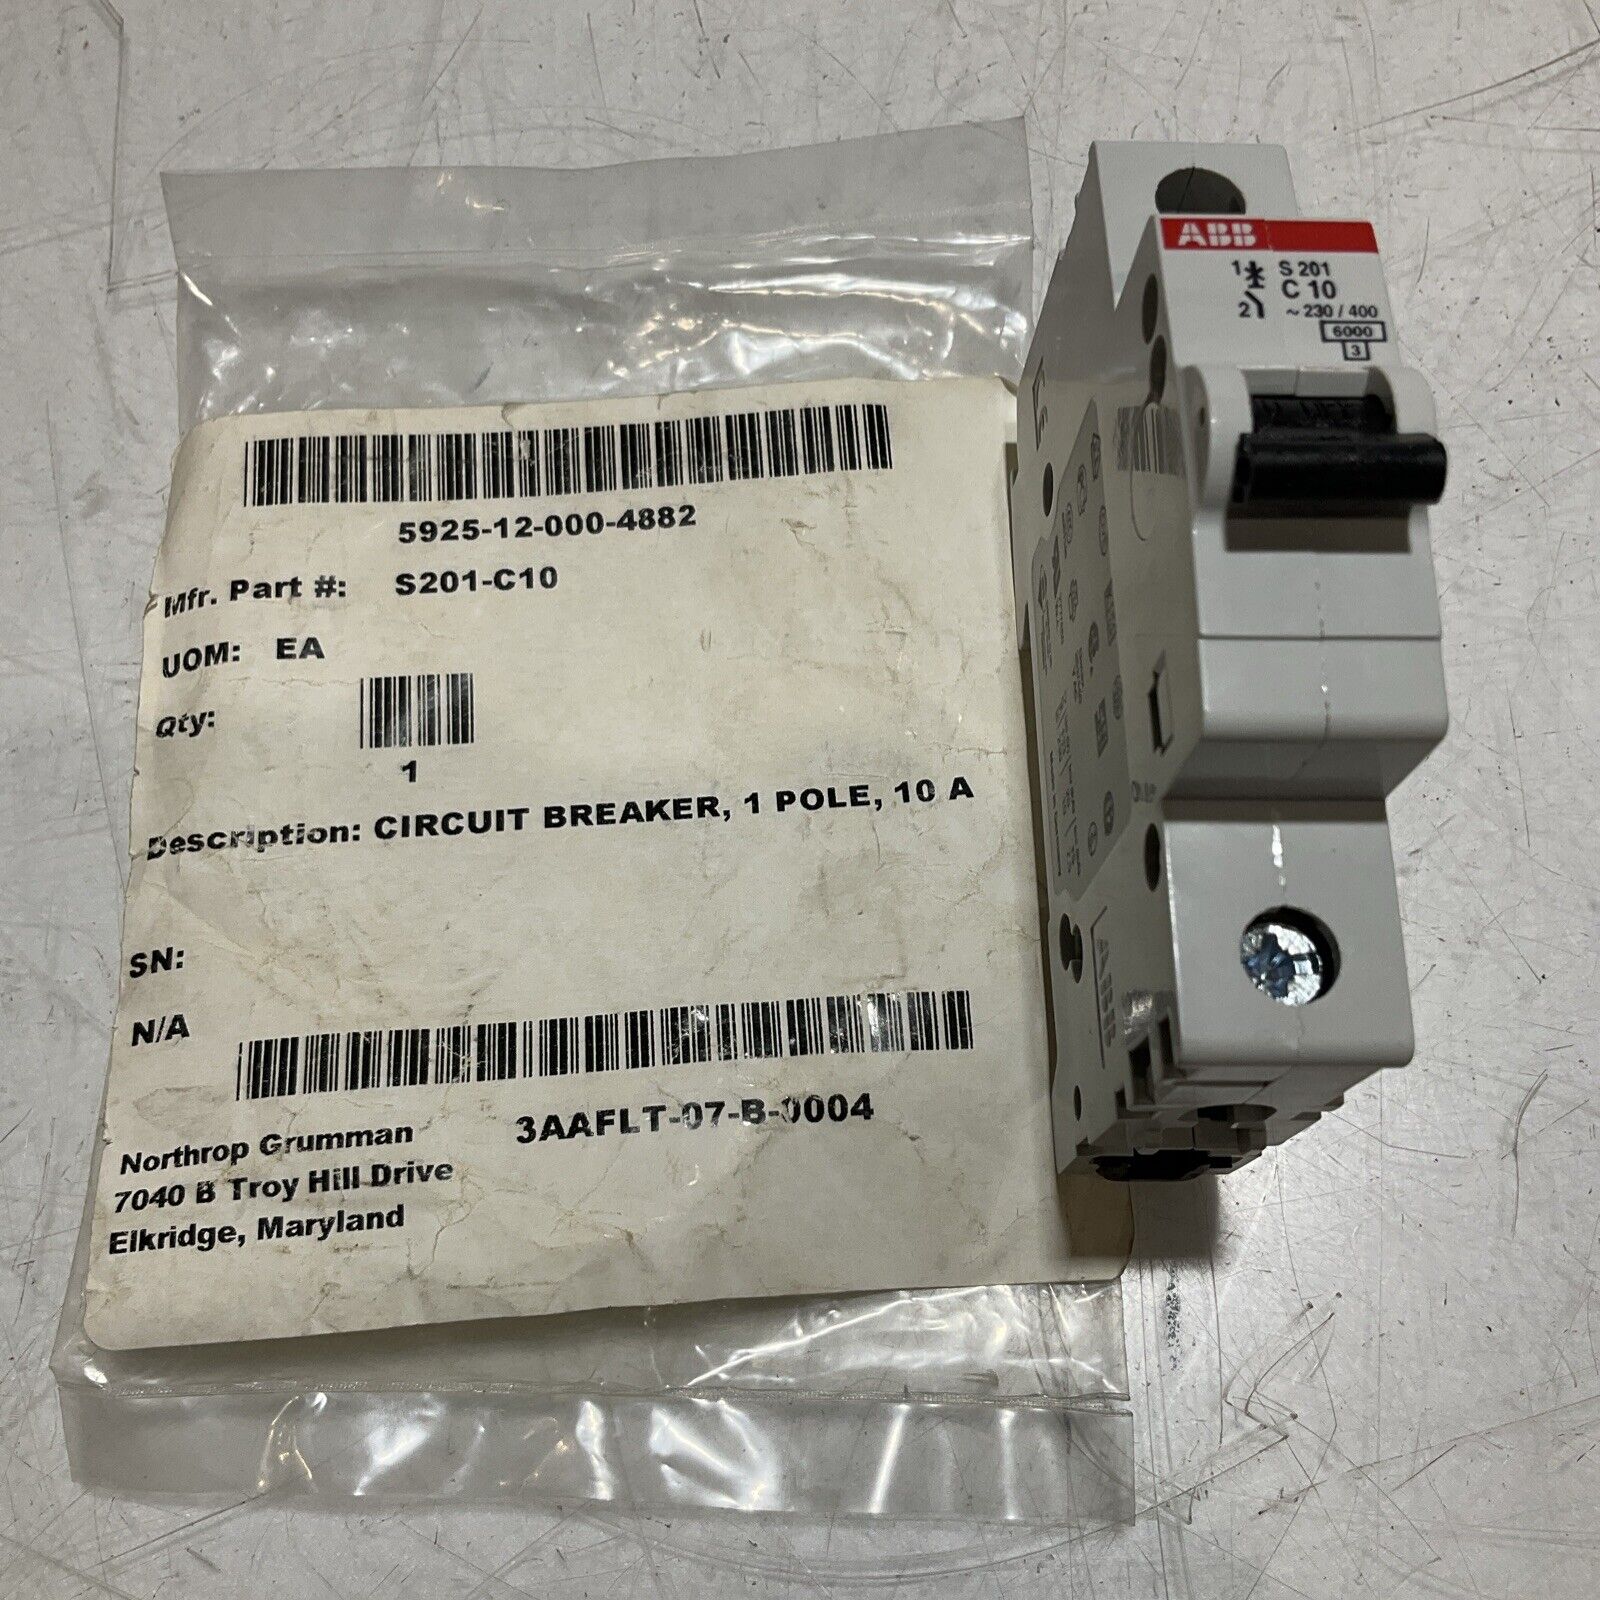 5925-12-000-4882
Mfr. Part #: S201-C10
UOM: EA
Qty:
1
Description: CIRCUIT BREAKER, 1 POLE, 10 A
SN:
N/A
3AAFLT-07-B-0004
Northrop Grumman
7040 B Troy Hill Drive
Elkridge, Maryland
ABB
1 S 201
C 10
2 ~ 230 / 400
6000
3
ABB